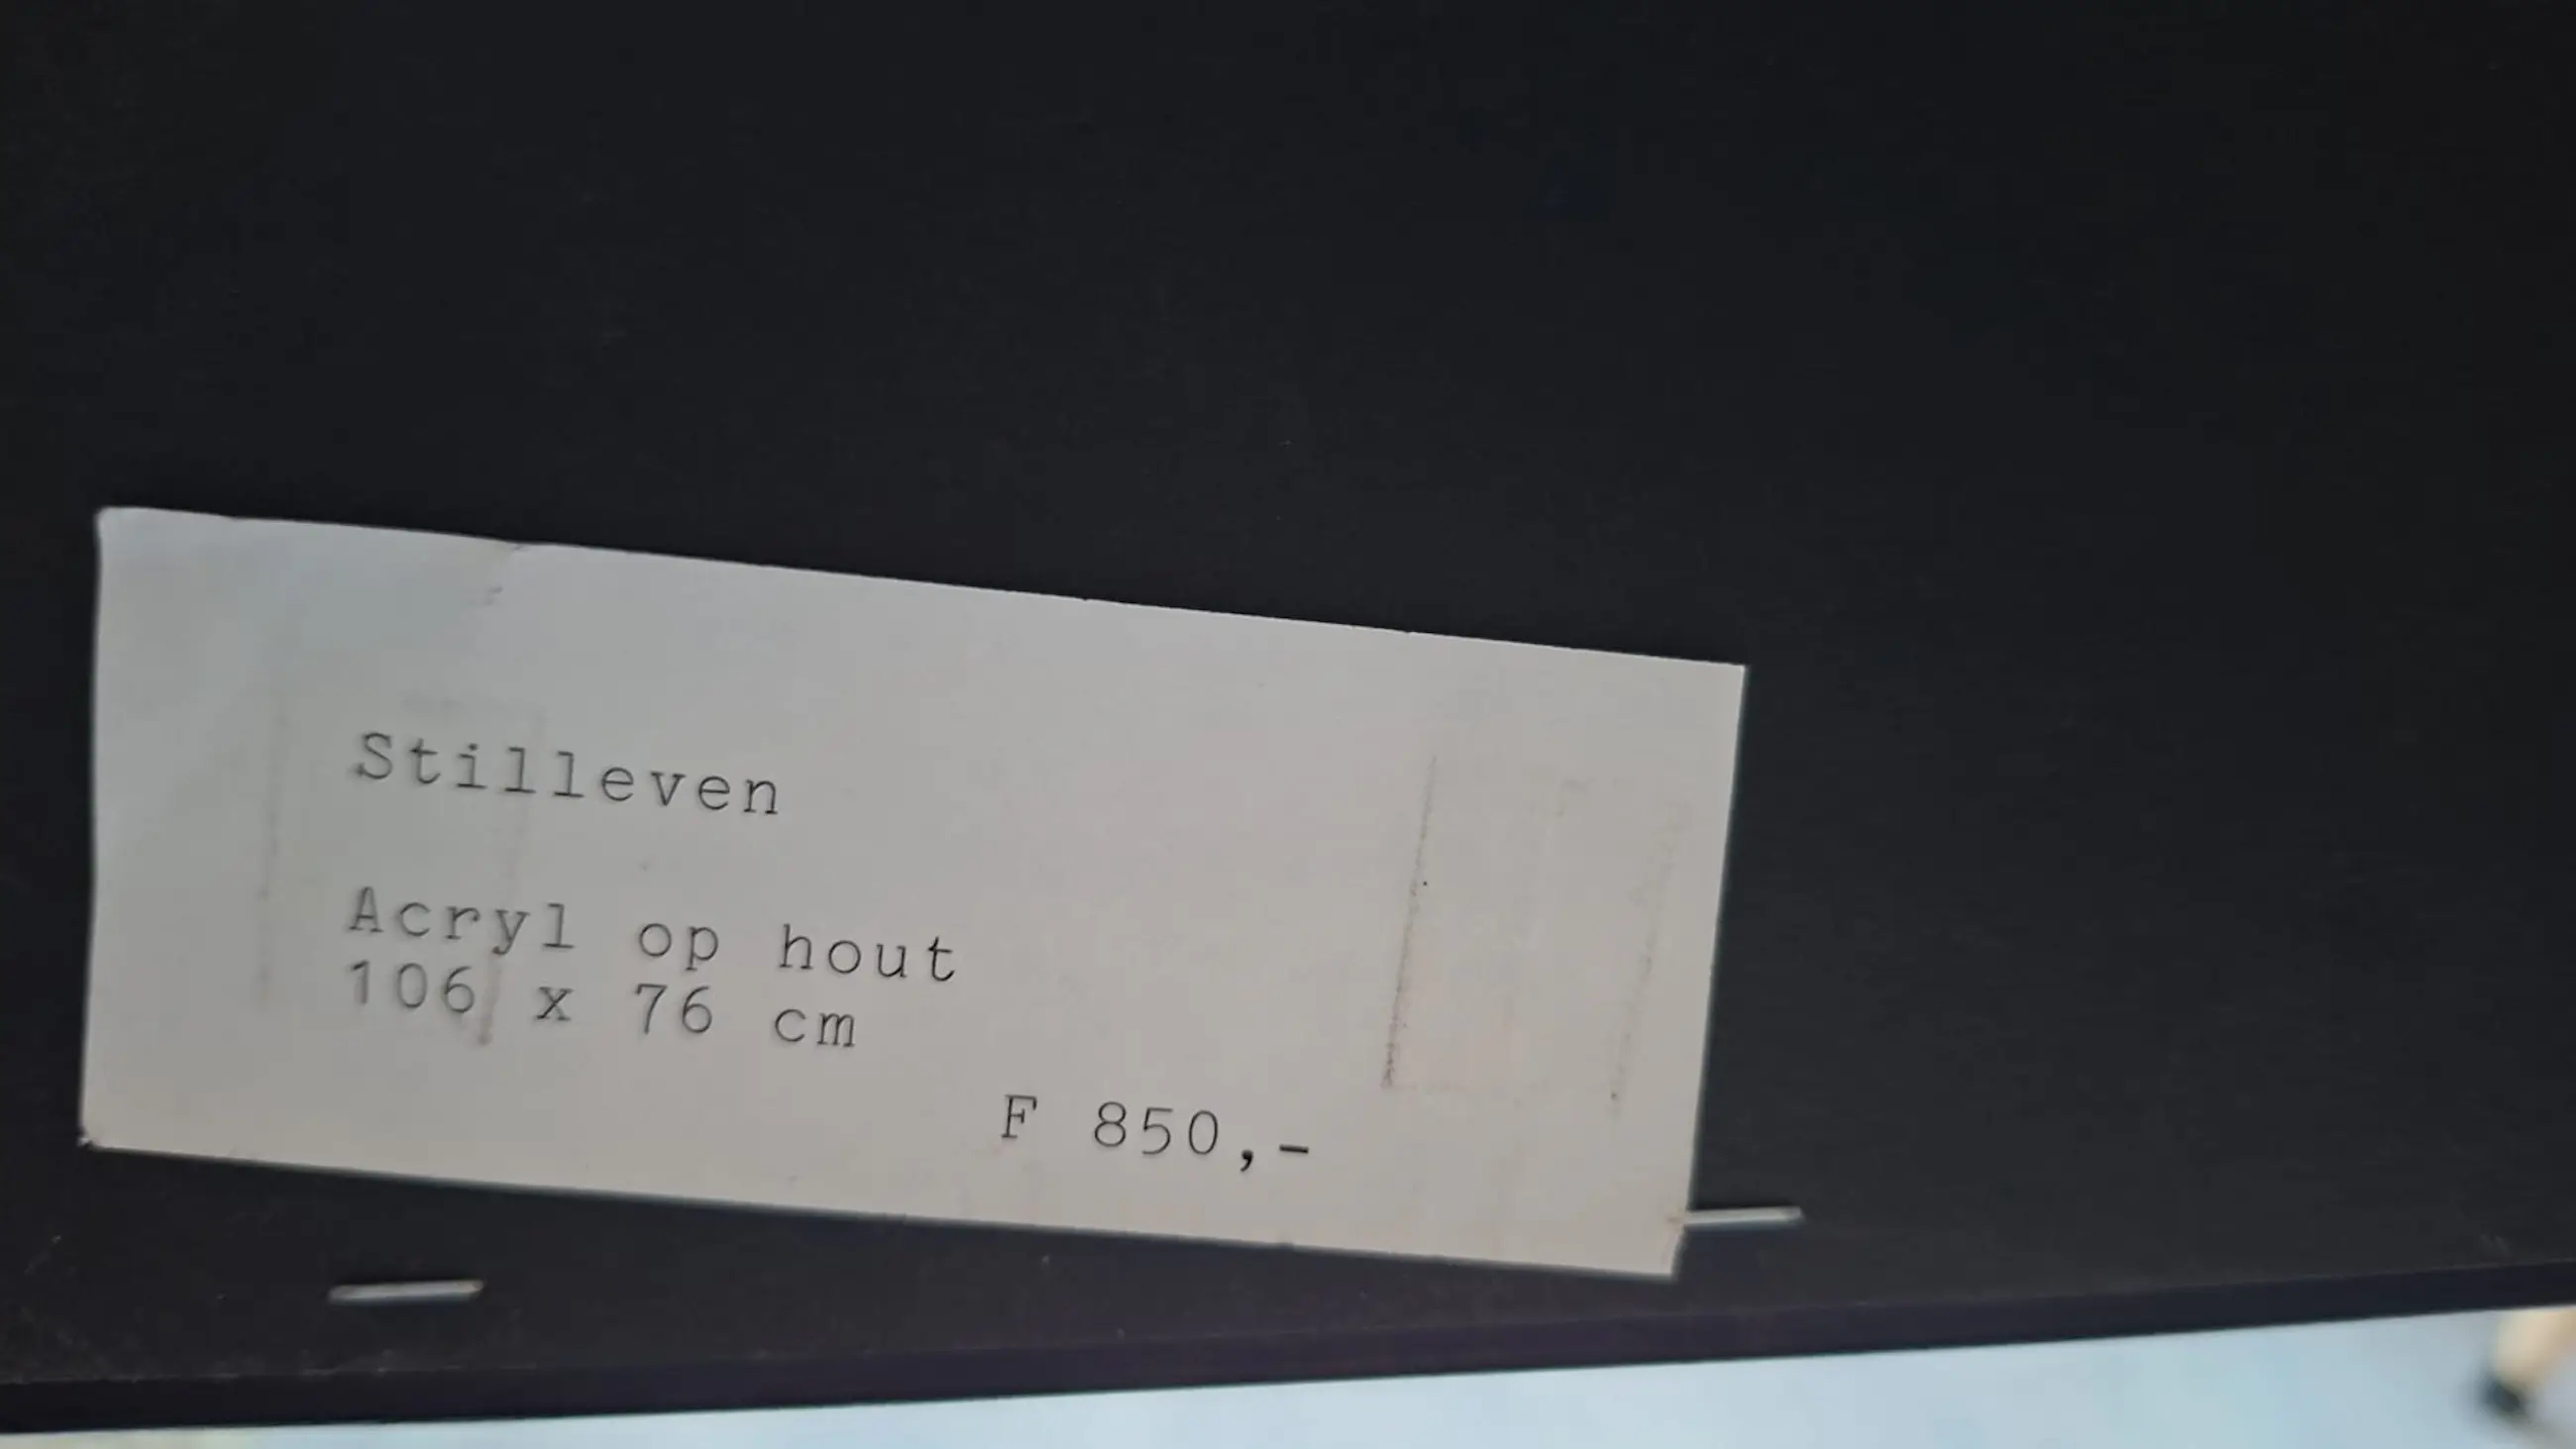 Stilleven
Acryl op hout
106 x 76 cm
F 850,-